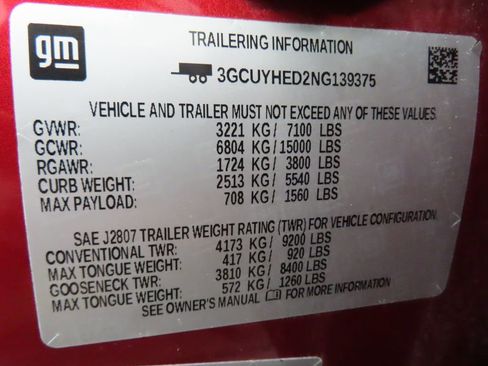 gm
TRAILERING INFORMATION
3GCUYHED2NG139375
VEHICLE AND TRAILER MUST NOT EXCEED ANY OF THESE VALUES.
GVWR: 3221 KG/ 7100 LBS
GCWR: 6804 KG/ 15000 LBS
RGAWR: 1724 KG/ 3800 LBS
CURB WEIGHT: 2513 KG/ 5540 LBS
MAX PAYLOAD: 708 KG/ 1560 LBS
SAE J2807 TRAILER WEIGHT RATING (TWR) FOR VEHICLE CONFIGURATION.
CONVENTIONAL TWR: 4173 KG/ 9200 LBS
MAX TONGUE WEIGHT: 417 KG/ 920 LBS
GOOSENECK TWR: 3810 KG/ 8400 LBS
MAX TONGUE WEIGHT: 572 KG/ 1260 LBS
SEE OWNER'S MANUAL FOR MORE INFORMATION